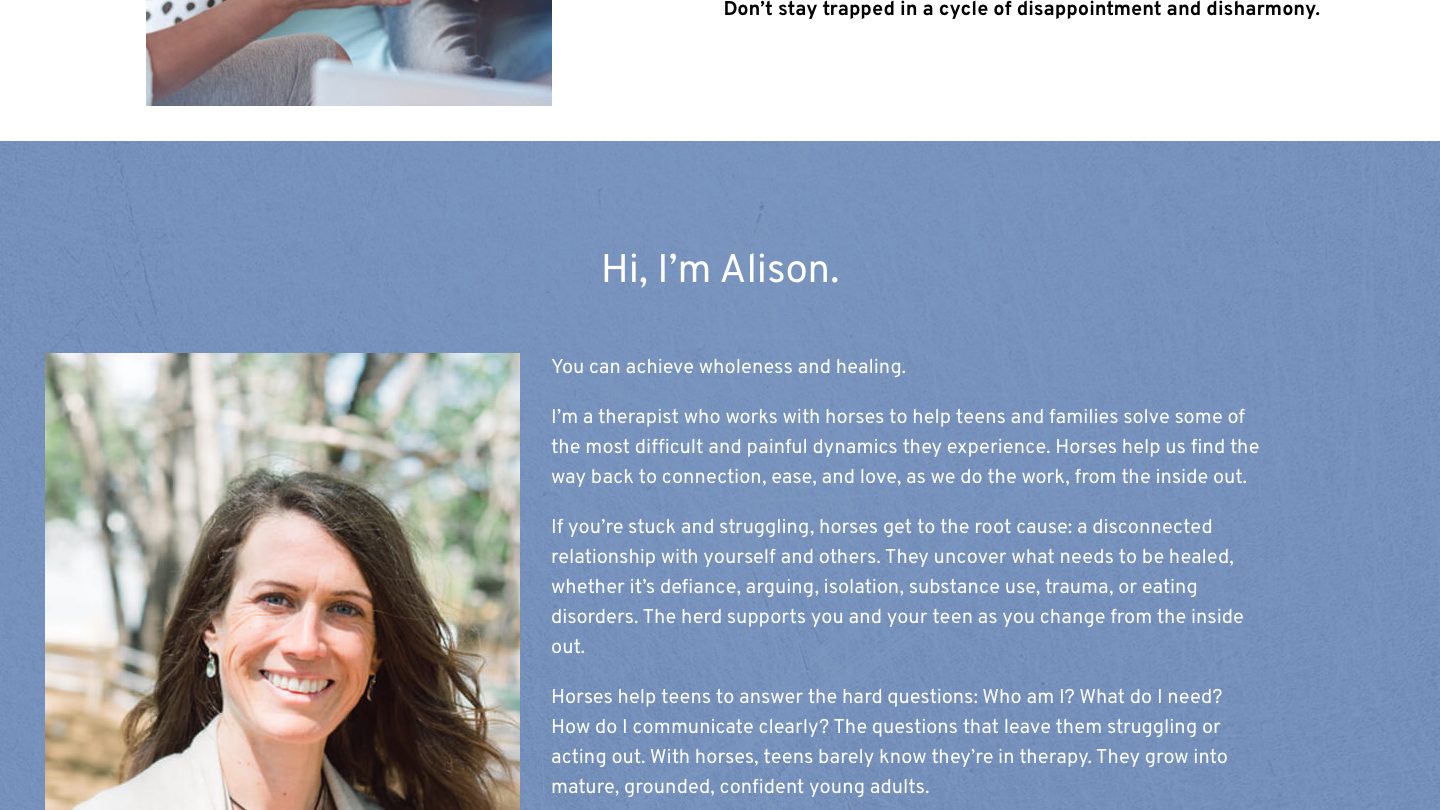 Don’t stay trapped in a cycle of disappointment and disharmony.
Hi, I’m Alison.
You can achieve wholeness and healing.
I’m a therapist who works with horses to help teens and families solve some of
the most difficult and painful dynamics they experience. Horses help us find the
way back to connection, ease, and love, as we do the work, from the inside out.
If you’re stuck and struggling, horses get to the root cause: a disconnected
relationship with yourself and others. They uncover what needs to be healed,
whether it’s defiance, arguing, isolation, substance use, trauma, or eating
disorders. The herd supports you and your teen as you change from the inside
out.
Horses help teens to answer the hard questions: Who am I? What do I need?
How do I communicate clearly? The questions that leave them struggling or
acting out. With horses, teens barely know they’re in therapy. They grow into
mature, grounded, confident young adults.